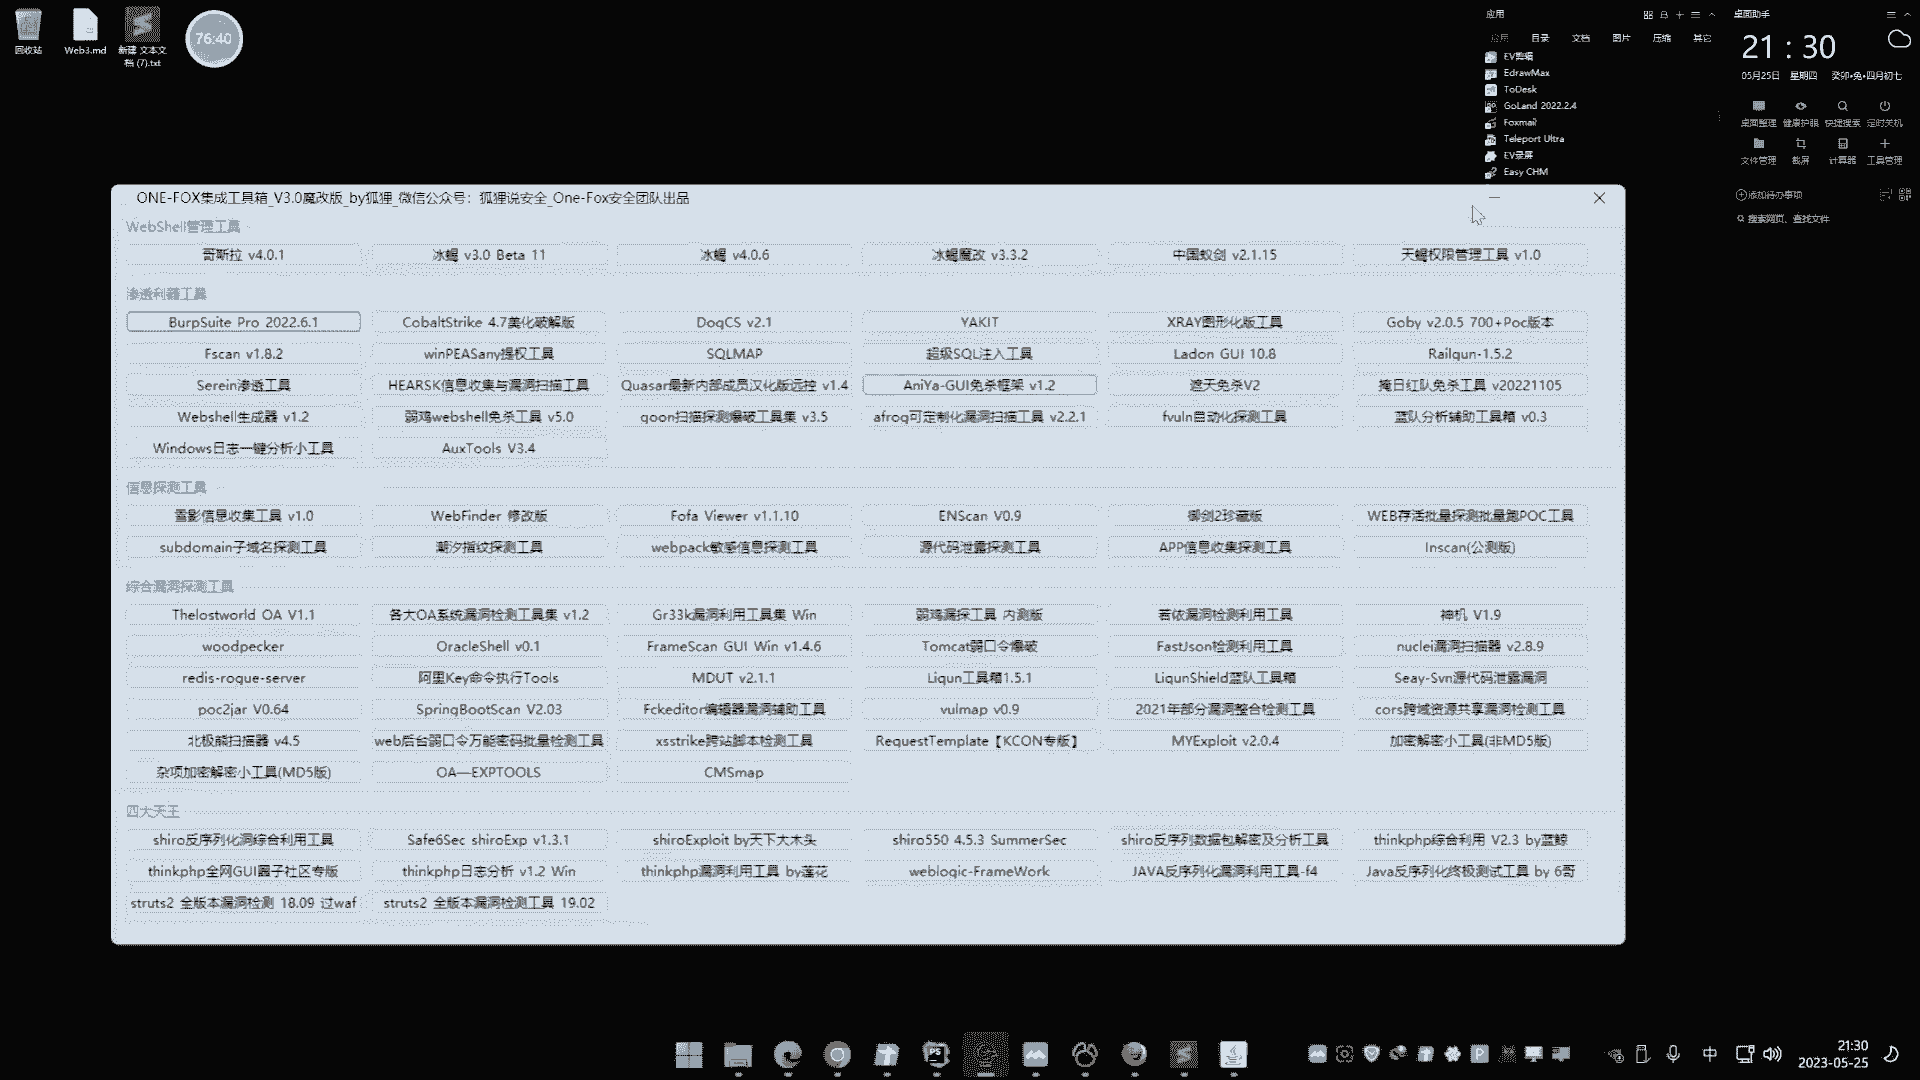 回收站
Web3.md
新建 文本文
档 (7).txt
76:40
应用
应用 目录 文档 图片 压缩 其它
EV剪辑
EdrawMax
ToDesk
GoLand 2022.2.4
Foxmail
Teleport Ultra
EV录屏
Easy CHM
桌面助手
21 : 30
05月25日 星期四 癸卯•兔•四月初七
桌面整理 健康护眼 快捷搜索 定时关机
文件管理 截屏 计算器 工具管理
添加待办事项
搜索网页、查找文件
ONE-FOX集成工具箱_V3.0魔改版_by狐狸_微信公众号：狐狸说安全_One-Fox安全团队出品
WebShell管理工具
哥斯拉 v4.0.1 冰蝎 v3.0 Beta 11 冰蝎 v4.0.6 冰蝎魔改 v3.3.2 中国蚁剑 v2.1.15 天蝎权限管理工具 v1.0
渗透利器工具
BurpSuite Pro 2022.6.1 CobaltStrike 4.7美化破解版 DogCS v2.1 YAKIT XRAY图形化版工具 Goby v2.0.5 700+Poc版本
Fscan v1.8.2 winPEASany提权工具 SQLMAP 超级SQL注入工具 Ladon GUI 10.8 Railgun-1.5.2
Serein渗透工具 HEARSK信息收集与漏洞扫描工具 Quasar最新内部成员汉化版远控 v1.4 AniYa-GUI免杀框架 v1.2 遮天免杀V2 掩日红队免杀工具 v20221105
Webshell生成器 v1.2 弱鸡webshell免杀工具 v5.0 goon扫描探测爆破工具集 v3.5 afrog可定制化漏洞扫描工具 v2.2.1 fvuln自动化探测工具 蓝队分析辅助工具箱 v0.3
Windows日志一键分析小工具 AuxTools V3.4
信息探测工具
雪影信息收集工具 v1.0 WebFinder 修改版 Fofa Viewer v1.1.10 ENScan V0.9 御剑2珍藏版 WEB存活批量探测批量跑POC工具
subdomain子域名探测工具 潮汐指纹探测工具 webpack敏感信息探测工具 源代码泄露探测工具 APP信息收集探测工具 Inscan(公测版)
综合漏洞探测工具
Thelostworld OA V1.1 各大OA系统漏洞检测工具集 v1.2 Gr33k漏洞利用工具集 Win 弱鸡漏探工具 内测版 若依漏洞检测利用工具 神机 V1.9
woodpecker OracleShell v0.1 FrameScan GUI Win v1.4.6 Tomcat弱口令爆破 FastJson检测利用工具 nuclei漏洞扫描器 v2.8.9
redis-rogue-server 阿里Key命令执行Tools MDUT v2.1.1 Liqun工具箱1.5.1 LiqunShield蓝队工具箱 Seay-Svn源代码泄露漏洞
poc2jar V0.64 SpringBootScan V2.03 Fckeditor编辑器漏洞辅助工具 vulmap v0.9 2021年部分漏洞整合检测工具 cors跨域资源共享漏洞检测工具
北极熊扫描器 v4.5 web后台弱口令万能密码批量检测工具 xsstrike跨站脚本检测工具 RequestTemplate【KCON专版】 MYExploit v2.0.4 加密解密小工具(非MD5版)
杂项加密解密小工具(MD5版) OA—EXPTOOLS CMSmap
四大天王
shiro反序列化洞综合利用工具 Safe6Sec shiroExp v1.3.1 shiroExploit by天下大木头 shiro550 4.5.3 SummerSec shiro反序列数据包解密及分析工具 thinkphp综合利用 V2.3 by蓝鲸
thinkphp全网GUI圈子社区专版 thinkphp日志分析 v1.2 Win thinkphp漏洞利用工具 by莲花 weblogic-FrameWork JAVA反序列化漏洞利用工具-f4 Java反序列化终极测试工具 by 6哥
struts2 全版本漏洞检测 18.09 过waf struts2 全版本漏洞检测工具 19.02
中
21:30
2023-05-25